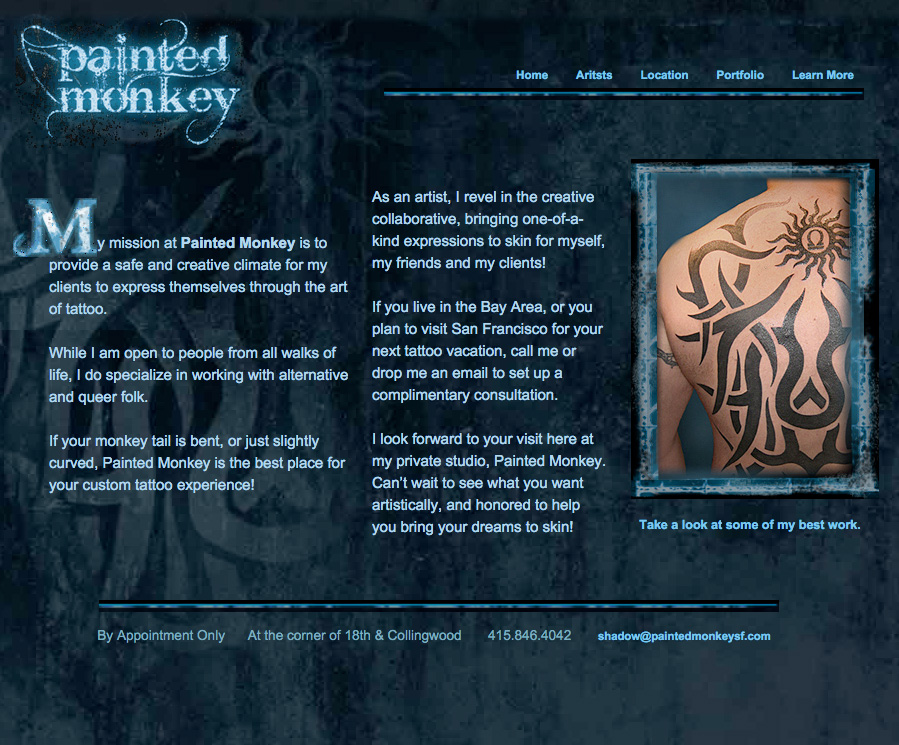 painted
monkey
Home Aritsts Location Portfolio Learn More
My mission at Painted Monkey is to
provide a safe and creative climate for my
clients to express themselves through the art
of tattoo.
While I am open to people from all walks of
life, I do specialize in working with alternative
and queer folk.
If your monkey tail is bent, or just slightly
curved, Painted Monkey is the best place for
your custom tattoo experience!
As an artist, I revel in the creative
collaborative, bringing one-of-a-
kind expressions to skin for myself,
my friends and my clients!
If you live in the Bay Area, or you
plan to visit San Francisco for your
next tattoo vacation, call me or
drop me an email to set up a
complimentary consultation.
I look forward to your visit here at
my private studio, Painted Monkey.
Can't wait to see what you want
artistically, and honored to help
you bring your dreams to skin!
Ω
Take a look at some of my best work.
By Appointment Only At the corner of 18th & Collingwood 415.846.4042 shadow@paintedmonkeysf.com